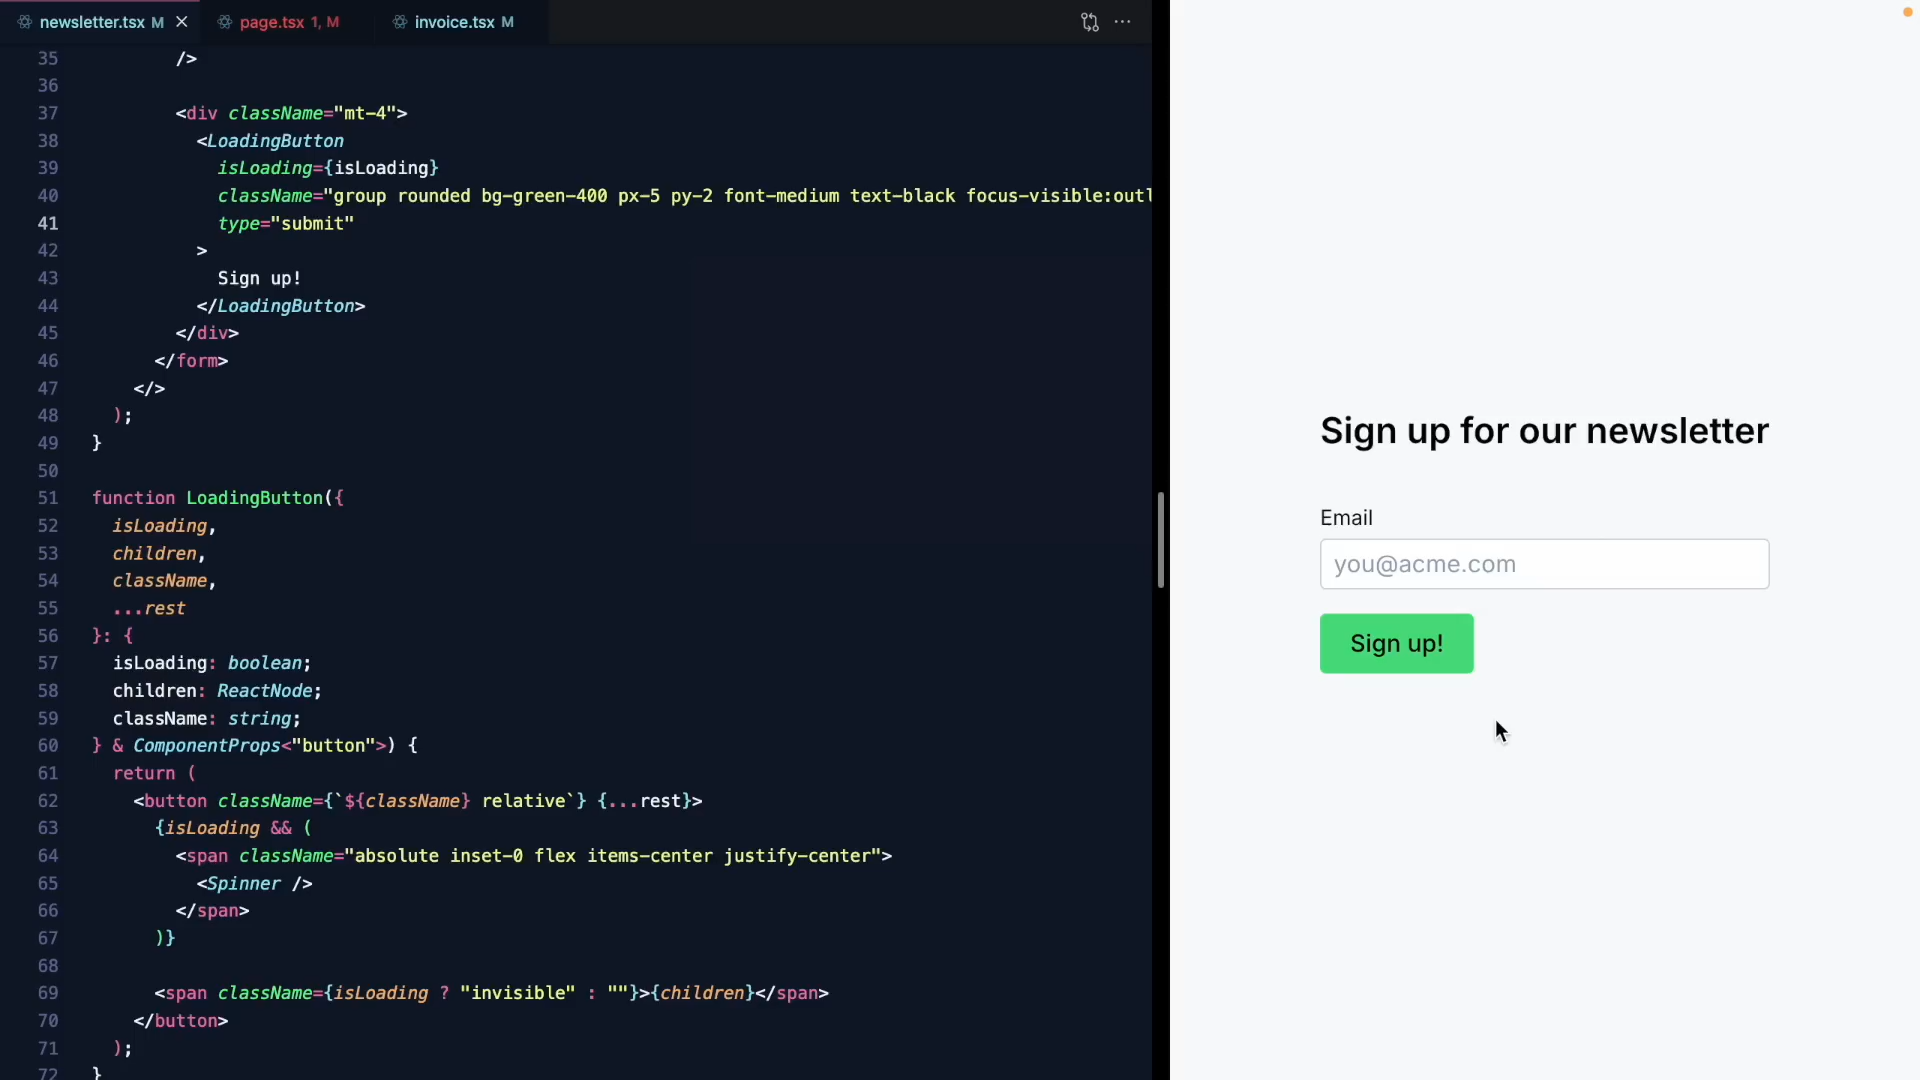 newsletter.tsx M
page.tsx 1, M
invoice.tsx M
35 />
36
37 <div className="mt-4">
38 <LoadingButton
39 isLoading={isLoading}
40 className="group rounded bg-green-400 px-5 py-2 font-medium text-black focus-visible:outl
41 type="submit"
42 >
43 Sign up!
44 </LoadingButton>
45 </div>
46 </form>
47 </>
48 );
49 }
50
51 function LoadingButton({
52 isLoading,
53 children,
54 className,
55 ...rest
56 }: {
57 isLoading: boolean;
58 children: ReactNode;
59 className: string;
60 } & ComponentProps<"button">) {
61 return (
62 <button className={`${className} relative`} {...rest}>
63 {isLoading && (
64 <span className="absolute inset-0 flex items-center justify-center">
65 <Spinner />
66 </span>
67 )}
68
69 <span className={isLoading ? "invisible" : ""}>{children}</span>
70 </button>
71 );
72 }
Sign up for our newsletter
Email
you@acme.com
Sign up!